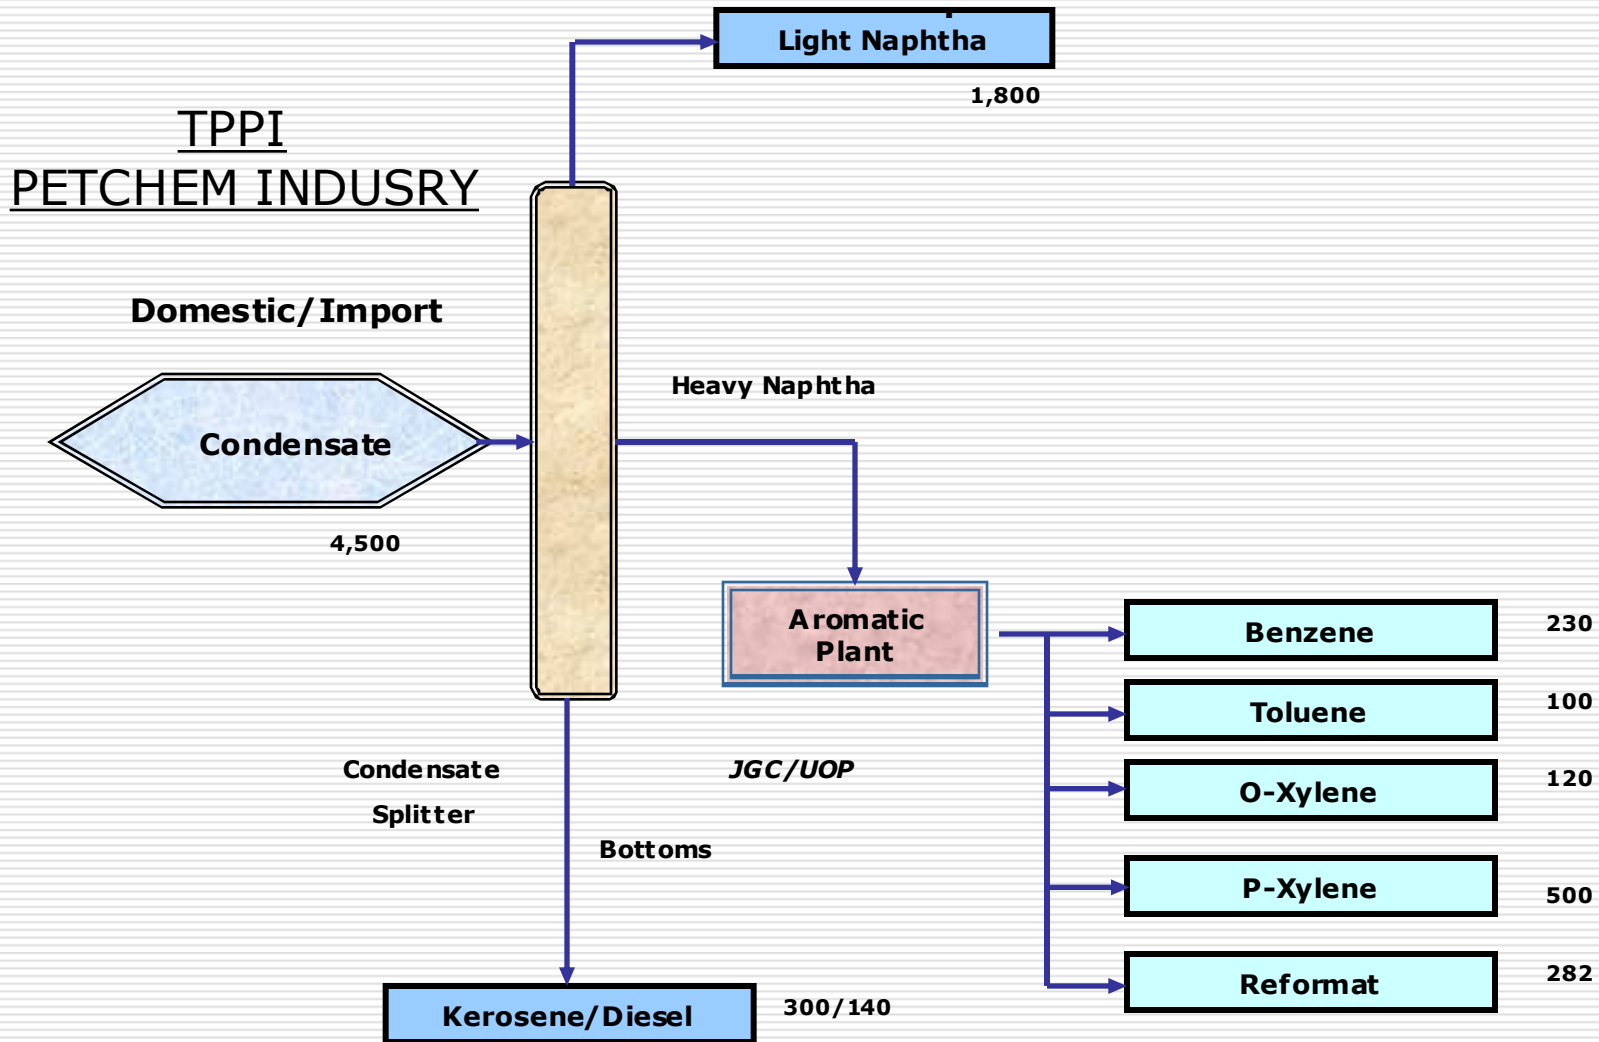 Light Naphtha
1,800
TPPI
PETCHEM INDUSRY
Domestic/Import
Heavy Naphtha
Condensate
4,500
Aromatic
Plant
Benzene
230
Toluene
100
O-Xylene
120
P-Xylene
500
Reformat
282
Condensate
Splitter
JGC/UOP
Bottoms
Kerosene/Diesel
300/140